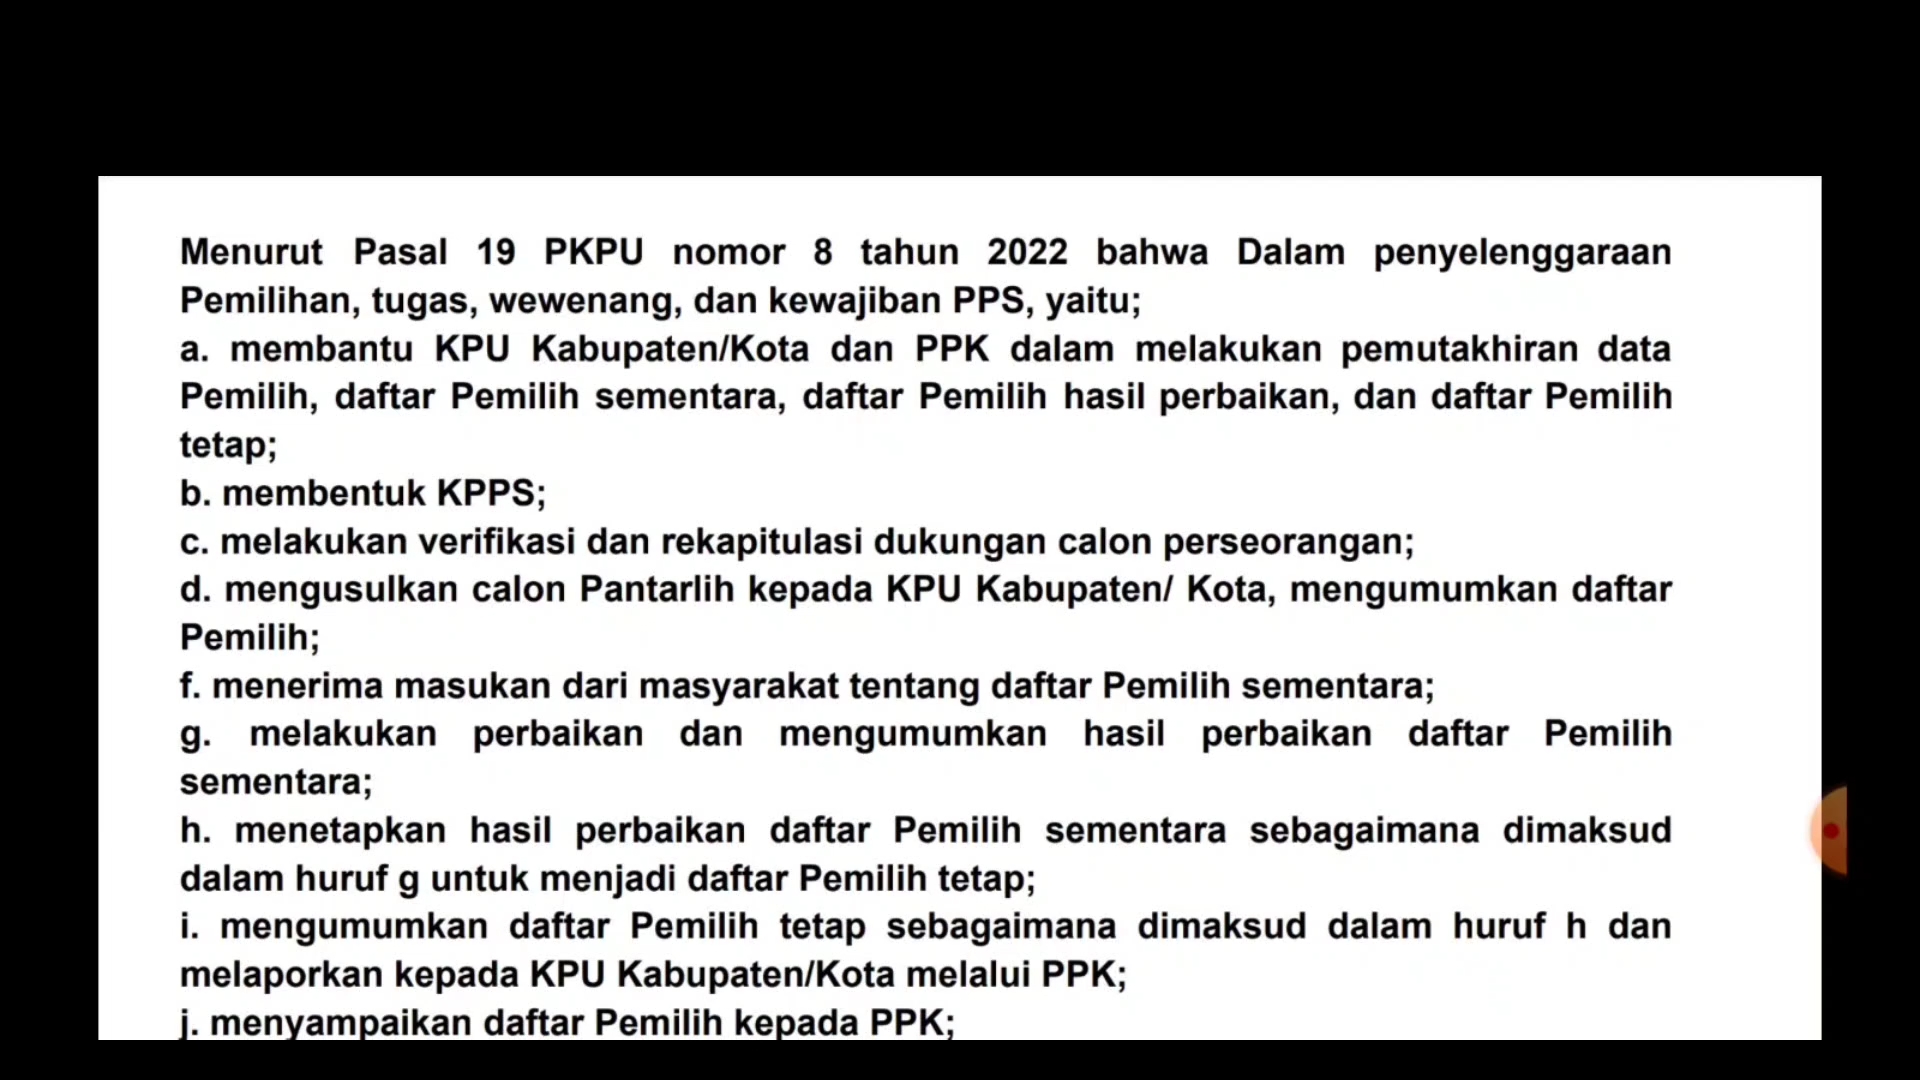 Menurut Pasal 19 PKPU nomor 8 tahun 2022 bahwa Dalam penyelenggaraan
Pemilihan, tugas, wewenang, dan kewajiban PPS, yaitu;
a. membantu KPU Kabupaten/Kota dan PPK dalam melakukan pemutakhiran data
Pemilih, daftar Pemilih sementara, daftar Pemilih hasil perbaikan, dan daftar Pemilih
tetap;
b. membentuk KPPS;
c. melakukan verifikasi dan rekapitulasi dukungan calon perseorangan;
d. mengusulkan calon Pantarlih kepada KPU Kabupaten/ Kota, mengumumkan daftar
Pemilih;
f. menerima masukan dari masyarakat tentang daftar Pemilih sementara;
g. melakukan perbaikan dan mengumumkan hasil perbaikan daftar Pemilih
sementara;
h. menetapkan hasil perbaikan daftar Pemilih sementara sebagaimana dimaksud
dalam huruf g untuk menjadi daftar Pemilih tetap;
i. mengumumkan daftar Pemilih tetap sebagaimana dimaksud dalam huruf h dan
melaporkan kepada KPU Kabupaten/Kota melalui PPK;
j. menyampaikan daftar Pemilih kepada PPK;